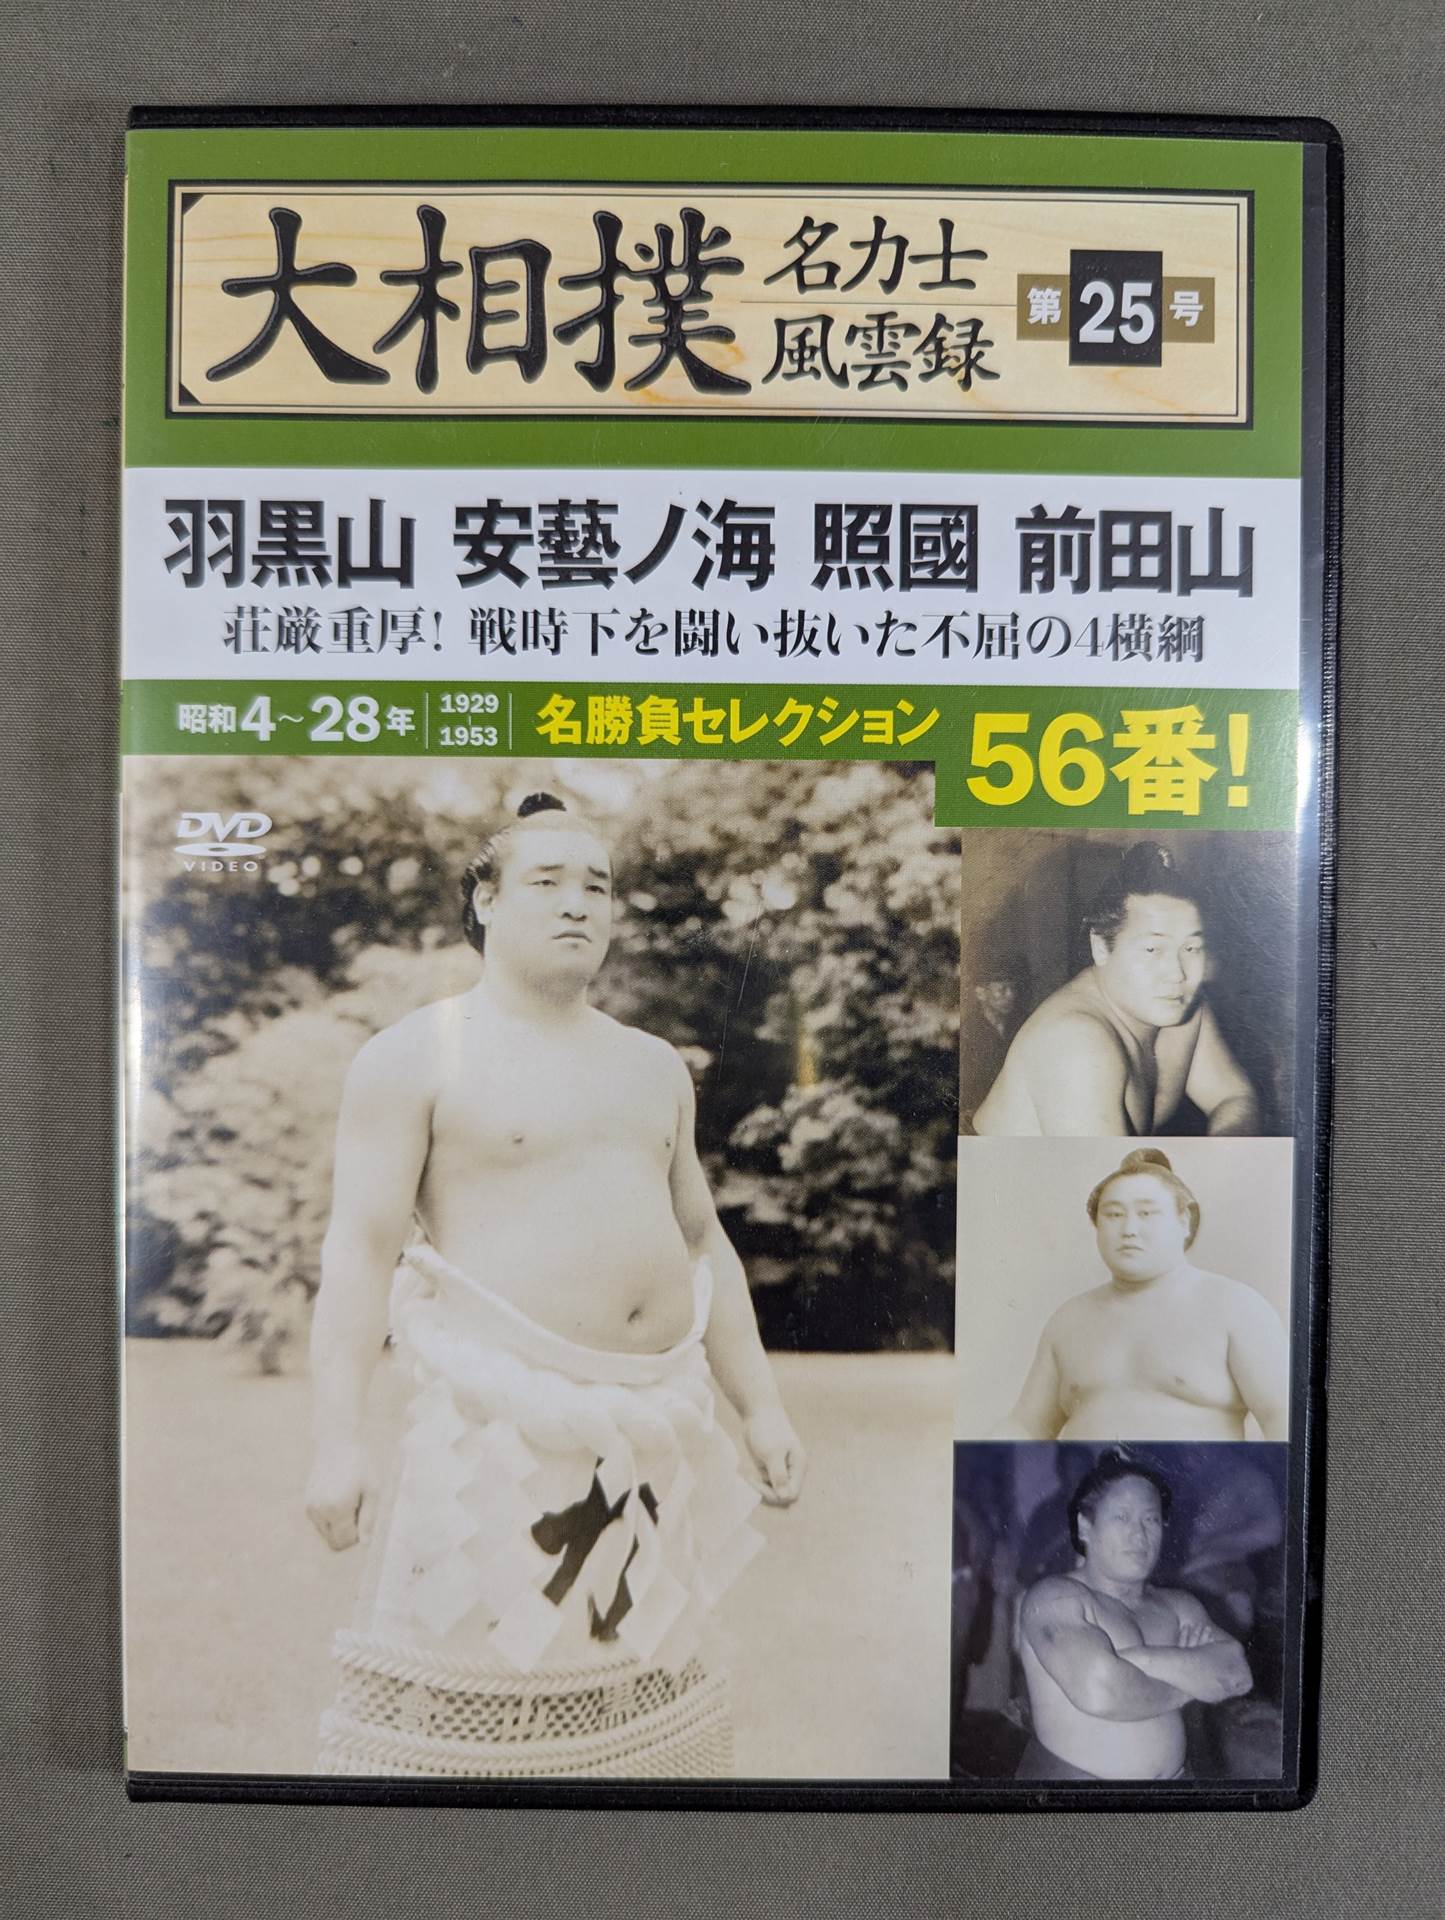 大相撲
名力士
風雲録
第25号
羽黒山 安藝ノ海 照國 前田山
荘厳重厚！戦時下を闘い抜いた不屈の4横綱
昭和4～28年 1929-1953 名勝負セレクション 56番！
DVD
VIDEO